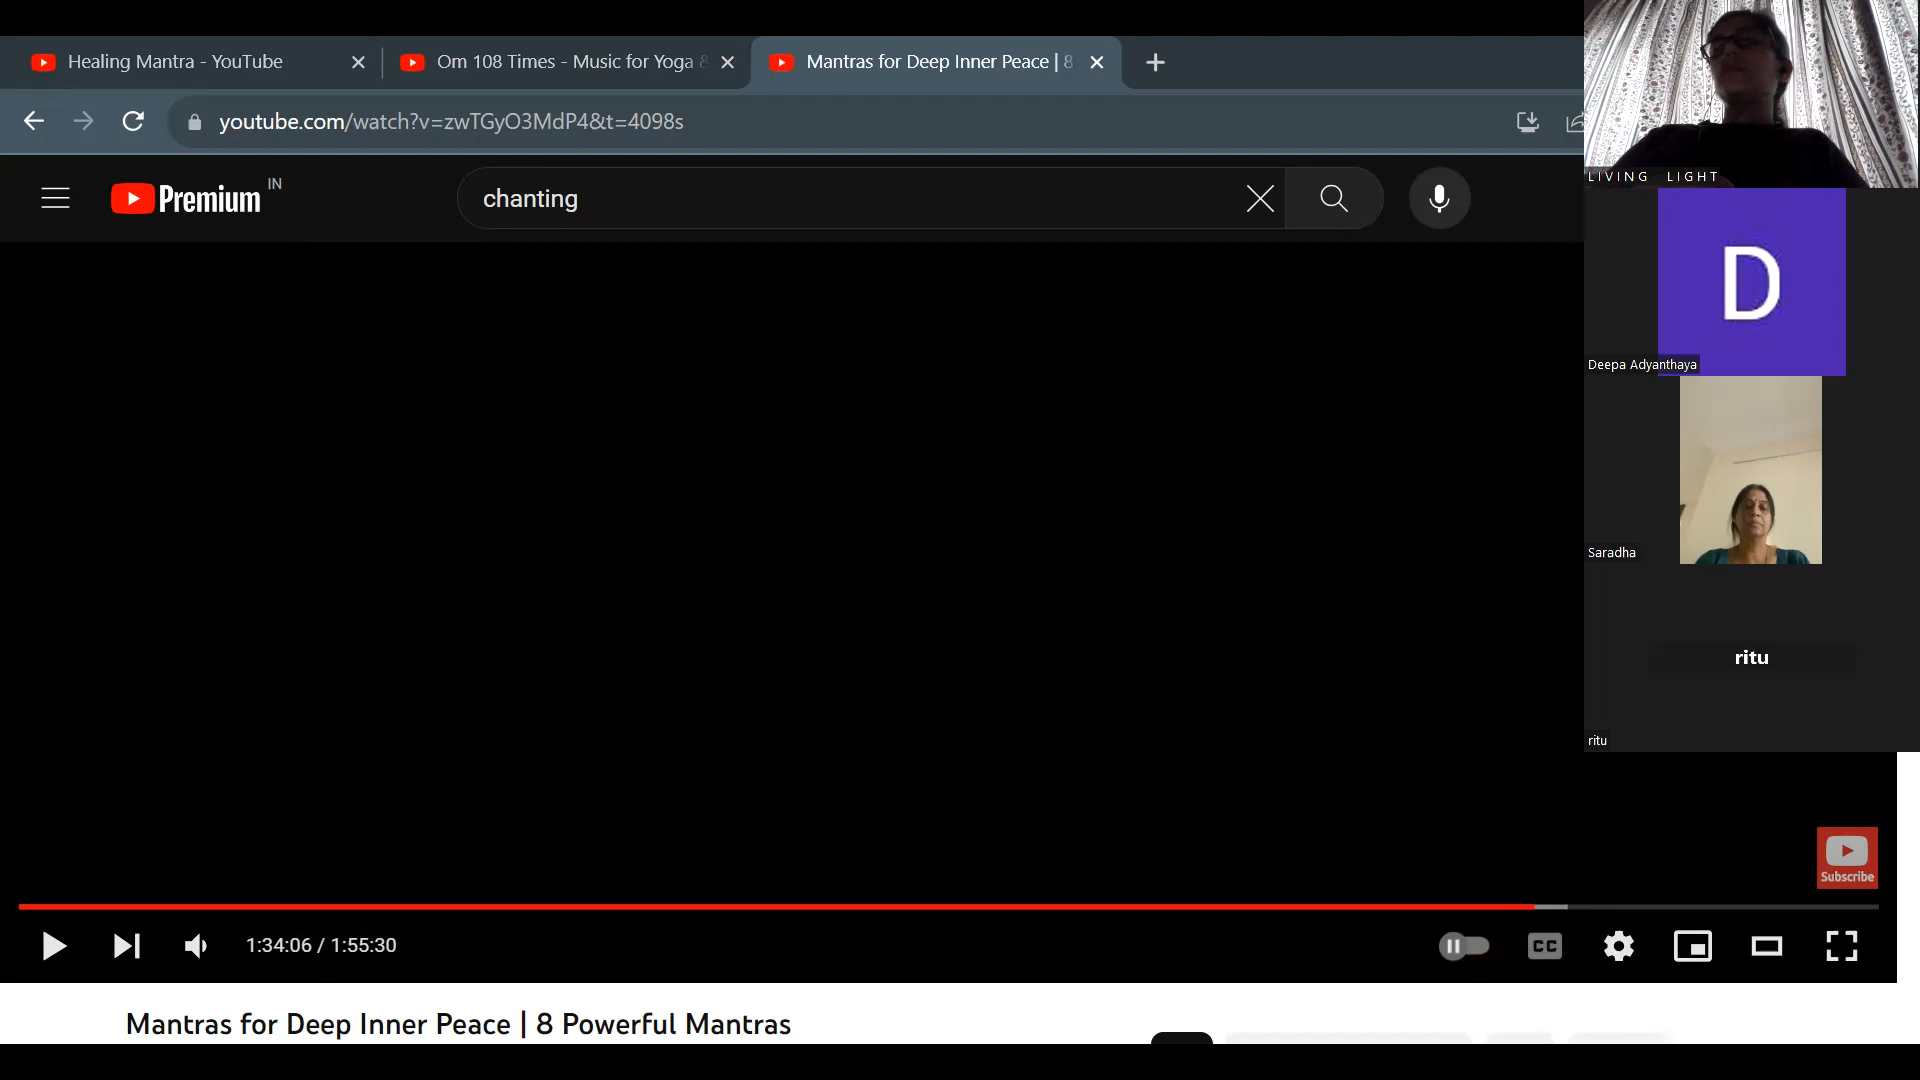 Healing Mantra - YouTube
Om 108 Times - Music for Yoga &
Mantras for Deep Inner Peace | 8
youtube.com/watch?v=zwTGyO3MdP4&t=4098s
LIVING LIGHT
Premium IN
chanting
D
Deepa Adyanthaya
Saradha
ritu
ritu
Subscribe
1:34:06 / 1:55:30
CC
Mantras for Deep Inner Peace | 8 Powerful Mantras